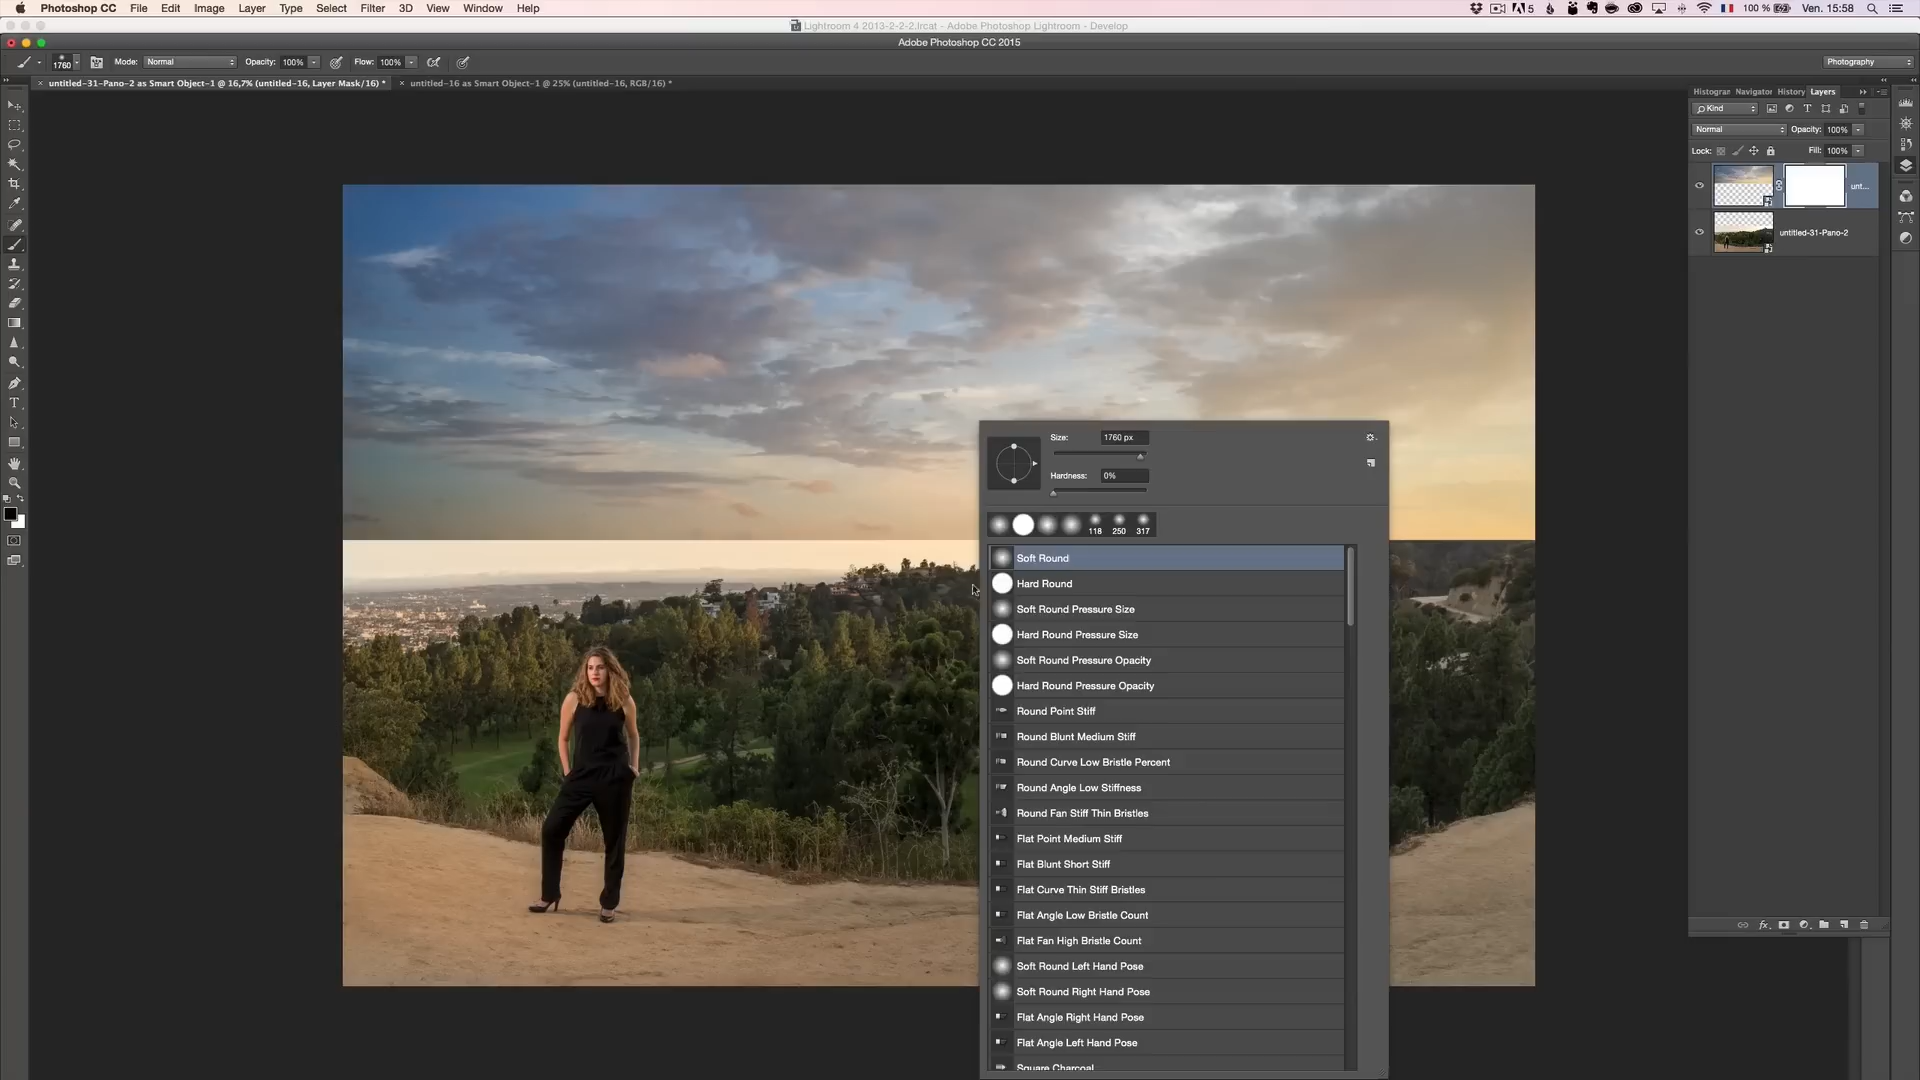 Photoshop CC File Edit Image Layer Type Select Filter 3D View Window Help 5 100 % Ven. 15:58
Lightroom 4 2013-2-2-2.lrcat - Adobe Photoshop Lightroom - Develop
Adobe Photoshop CC 2015
1760 Mode: Normal Opacity: 100% Flow: 100% Photography
untitled-31-Pano-2 as Smart Object-1 @ 16,7% (untitled-16, Layer Mask/16) * untitled-16 as Smart Object-1 @ 25% (untitled-16, RGB/16) *
Histogran Navigator History Layers
Kind
Normal Opacity: 100%
Lock: Fill: 100%
unt...
untitled-31-Pano-2
Size: 1760 px
Hardness: 0%
118 250 317
Soft Round
Hard Round
Soft Round Pressure Size
Hard Round Pressure Size
Soft Round Pressure Opacity
Hard Round Pressure Opacity
Round Point Stiff
Round Blunt Medium Stiff
Round Curve Low Bristle Percent
Round Angle Low Stiffness
Round Fan Stiff Thin Bristles
Flat Point Medium Stiff
Flat Blunt Short Stiff
Flat Curve Thin Stiff Bristles
Flat Angle Low Bristle Count
Flat Fan High Bristle Count
Soft Round Left Hand Pose
Soft Round Right Hand Pose
Flat Angle Right Hand Pose
Flat Angle Left Hand Pose
Square Charcoal